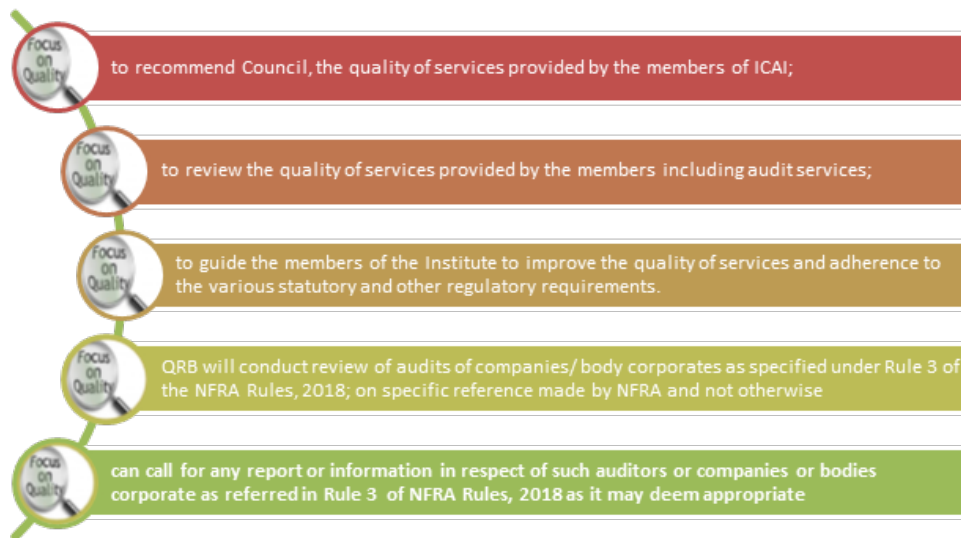 Focus
on
Quality
to recommend Council, the quality of services provided by the members of ICAI;
Focus
on
Quality
to review the quality of services provided by the members including audit services;
Focus
on
Quality
to guide the members of the Institute to improve the quality of services and adherence to
the various statutory and other regulatory requirements.
Focus
on
Quality
QRB will conduct review of audits of companies/ body corporates as specified under Rule 3 of
the NFRA Rules, 2018; on specific reference made by NFRA and not otherwise
Focus
on
Quality
can call for any report or information in respect of such auditors or companies or bodies
corporate as referred in Rule 3 of NFRA Rules, 2018 as it may deem appropriate